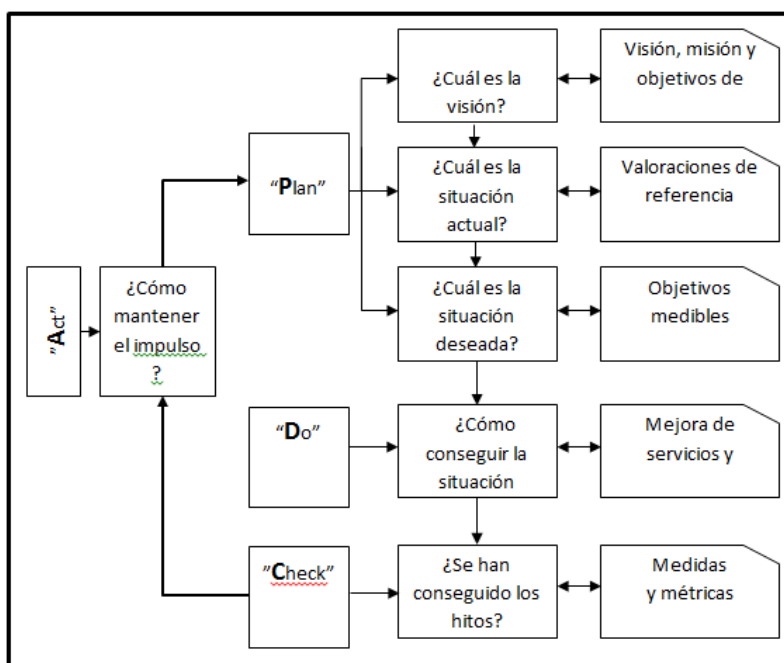 ¿Cuál es la
visión?
Visión, misión y
objetivos de
"Plan"
¿Cuál es la
situación
actual?
Valoraciones de
referencia
"Act"
¿Cómo
mantener
el impulso
?
¿Cuál es la
situación
deseada?
Objetivos
medibles
"Do"
¿Cómo
conseguir la
situación
Mejora de
servicios y
"Check"
¿Se han
conseguido los
hitos?
Medidas
y métricas